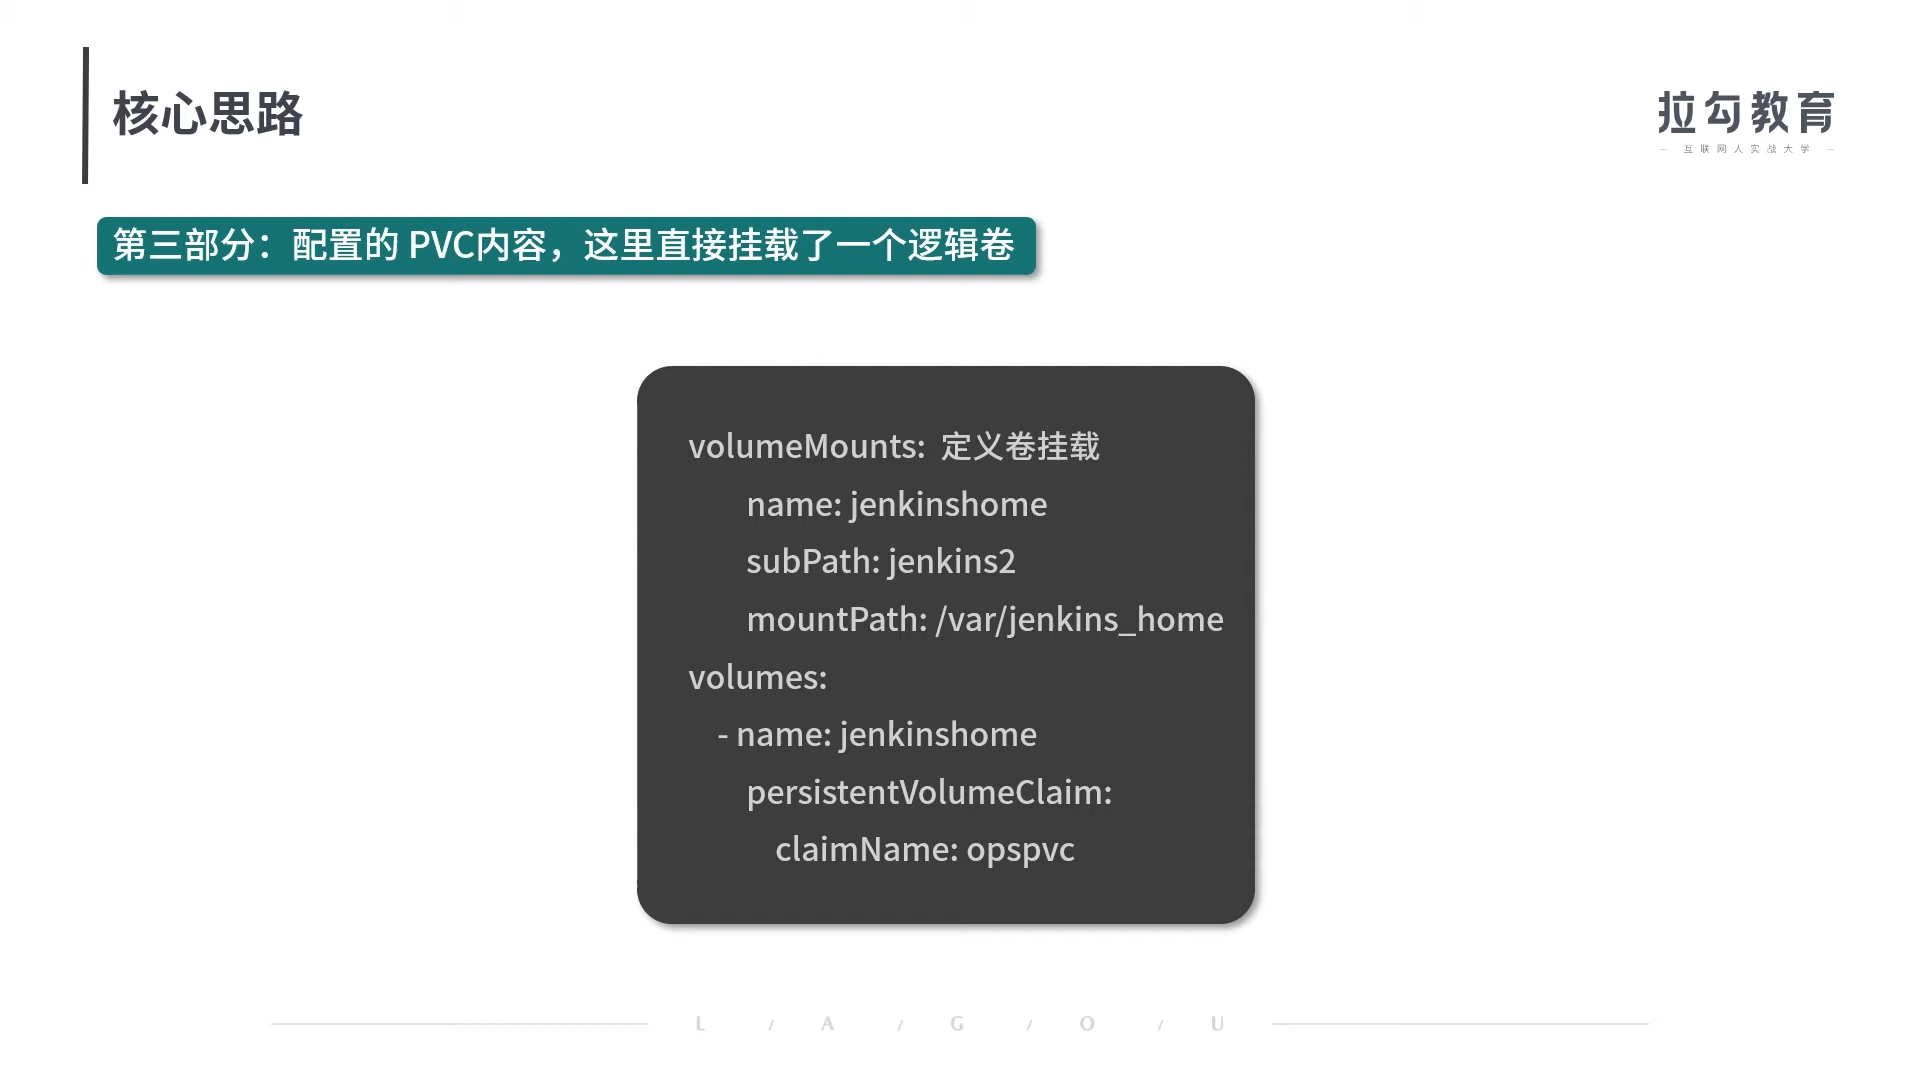 核心思路
拉勾教育
— 互联网人实战大学 —
第三部分：配置的 PVC内容，这里直接挂载了一个逻辑卷
volumeMounts: 定义卷挂载
name: jenkinshome
subPath: jenkins2
mountPath: /var/jenkins_home
volumes:
- name: jenkinshome
persistentVolumeClaim:
claimName: opspvc
L / A / G / O / U